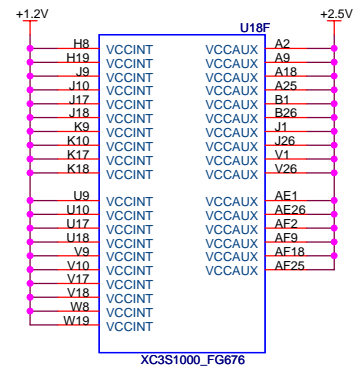 +1.2V +2.5V
U18F
H8 VCCINT VCCAUX A2
H19 VCCINT VCCAUX A9
J9 VCCINT VCCAUX A18
J10 VCCINT VCCAUX A25
J17 VCCINT VCCAUX B1
J18 VCCINT VCCAUX B26
K9 VCCINT VCCAUX J1
K10 VCCINT VCCAUX J26
K17 VCCINT VCCAUX V1
K18 VCCINT VCCAUX V26
U9 VCCINT VCCAUX AE1
U10 VCCINT VCCAUX AE26
U17 VCCINT VCCAUX AF2
U18 VCCINT VCCAUX AF9
V9 VCCINT VCCAUX AF18
V10 VCCINT VCCAUX AF25
V17 VCCINT
V18 VCCINT
W8 VCCINT
W19 VCCINT
XC3S1000_FG676